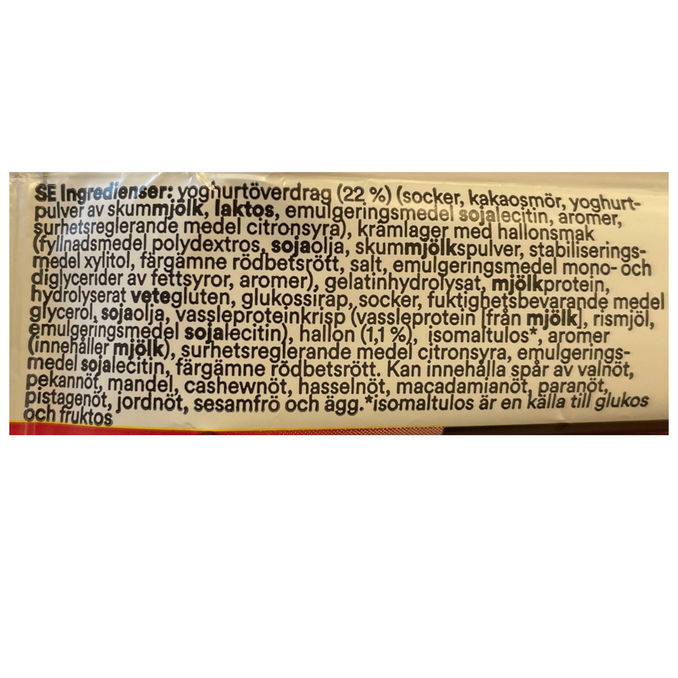 SE Ingredienser: yoghurtöverdrag (22 %) (socker, kakaosmör, yoghurt-
pulver av skummjölk, laktos, emulgeringsmedel sojalecitin, aromer,
surhetsreglerande medel citronsyra), krämlager med hallonsmak
(fyllnadsmedel polydextros, sojaolja, skummjölkspulver, stabiliserings-
medel xylitol, färgämne rödbetsrött, salt, emulgeringsmedel mono- och
diglycerider av fettsyror, aromer), gelatinhydrolysat, mjölkprotein,
hydrolyserat vetegluten, glukossirap, socker, fuktighetsbevarande medel
glycerol, sojaolja, vassleproteinkrisp (vassleprotein [från mjölk], rismjöl,
emulgeringsmedel sojalecitin), hallon (1,1 %), isomaltulos*, aromer
(innehåller mjölk), surhetsreglerande medel citronsyra, emulgerings-
medel sojalecitin, färgämne rödbetsrött. Kan innehålla spår av valnöt,
pekannöt, mandel, cashewnöt, hasselnöt, macadamianöt, paranöt,
pistagenöt, jordnöt, sesamfrö och ägg.*isomaltulos är en källa till glukos
och fruktos